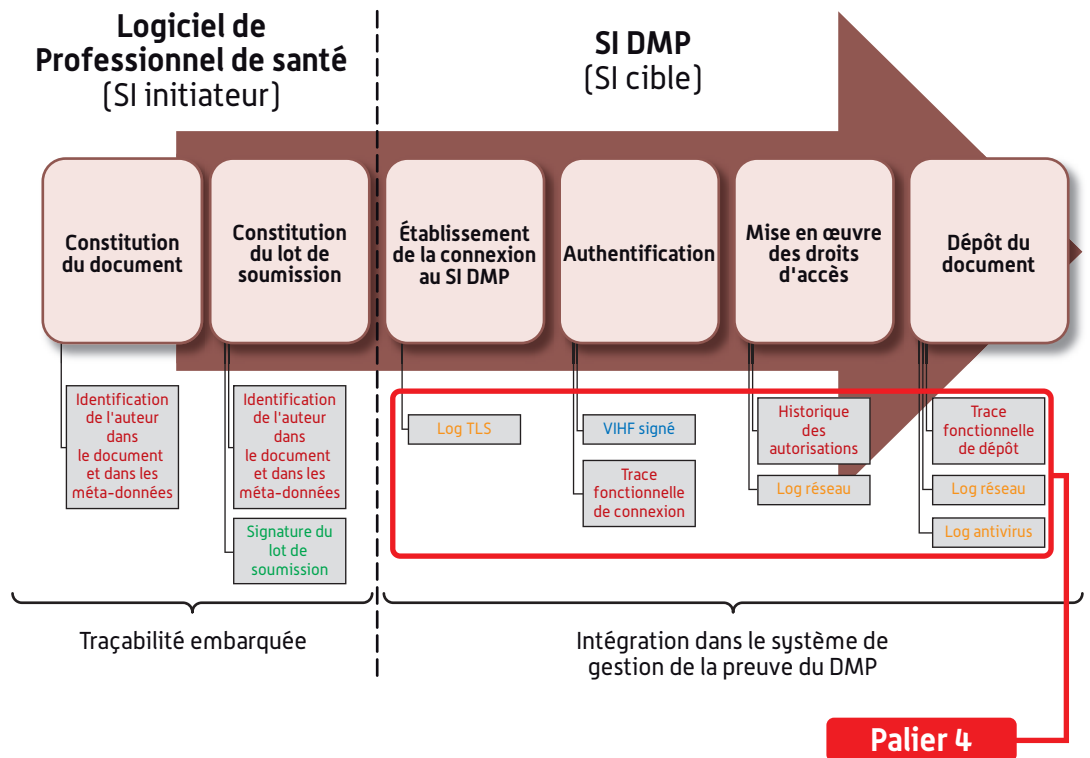 Logiciel de
Professionnel de santé
(SI initiateur)
SI DMP
(SI cible)
Constitution
du document
Constitution
du lot de
soumission
Établissement
de la connexion
au SI DMP
Authentification
Mise en œuvre
des droits
d'accès
Dépôt du
document
Identification
de l'auteur
dans
le document
et dans les
méta-données
Identification
de l'auteur
dans
le document
et dans les
méta-données
Signature du
lot de
soumission
Log TLS
VIHF signé
Trace
fonctionnelle
de connexion
Historique
des
autorisations
Log réseau
Trace
fonctionnelle
de dépôt
Log réseau
Log antivirus
Traçabilité embarquée
Intégration dans le système de
gestion de la preuve du DMP
Palier 4